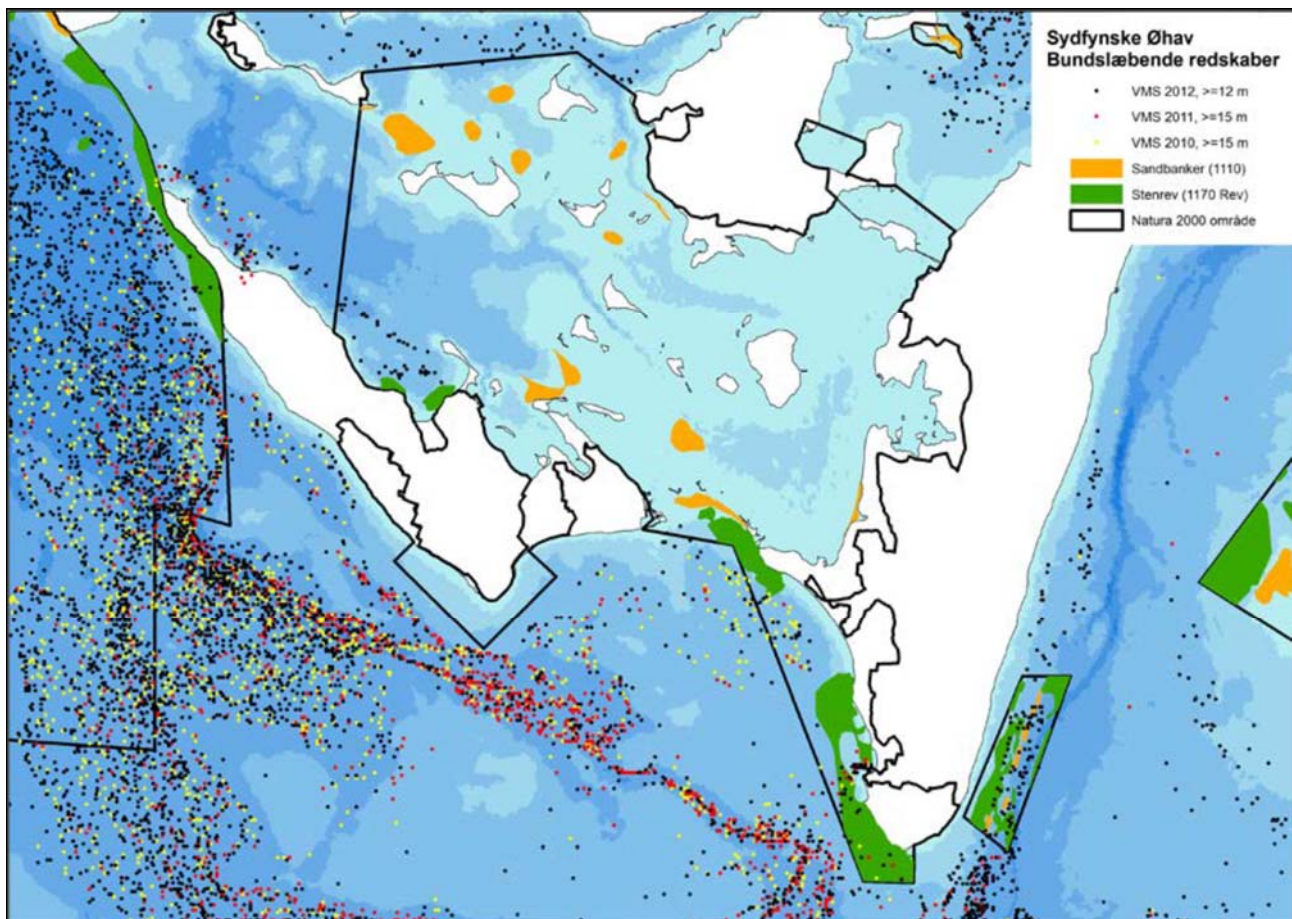 Sydfynske Øhav
Bundslæbende redskaber
VMS 2012, >=12 m
VMS 2011, >=15 m
VMS 2010, >=15 m
Sandbanker (1110)
Stenrev (1170 Rev)
Natura 2000 område